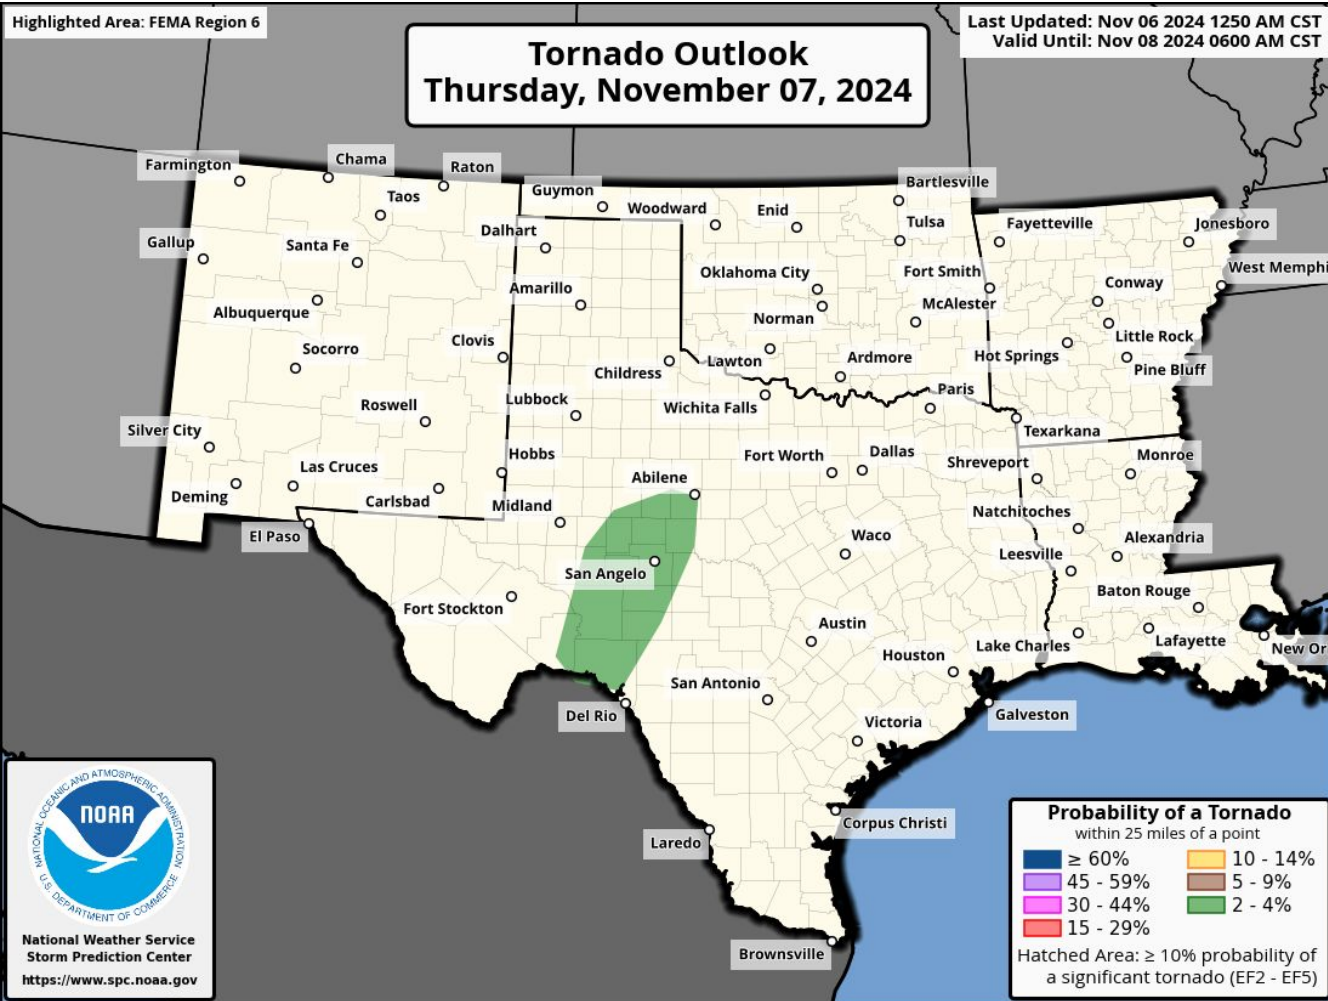 Highlighted Area: FEMA Region 6
Last Updated: Nov 06 2024 1250 AM CST
Valid Until: Nov 08 2024 0600 AM CST
Tornado Outlook
Thursday, November 07, 2024
Farmington
Chama
Raton
Taos
Guymon
Woodward
Enid
Bartlesville
Tulsa
Fayetteville
Jonesboro
Gallup
Santa Fe
Dalhart
Oklahoma City
Fort Smith
West Memphi
Albuquerque
Amarillo
Norman
McAlester
Conway
Socorro
Clovis
Childress
Lawton
Ardmore
Hot Springs
Little Rock
Pine Bluff
Roswell
Lubbock
Wichita Falls
Paris
Texarkana
Silver City
Las Cruces
Hobbs
Abilene
Fort Worth
Dallas
Shreveport
Monroe
Deming
Carlsbad
Midland
Natchitoches
El Paso
San Angelo
Waco
Leesville
Alexandria
Fort Stockton
Austin
Baton Rouge
Houston
Lake Charles
Lafayette
New Or
San Antonio
Del Rio
Victoria
Galveston
Laredo
Corpus Christi
Brownsville
NATIONAL OCEANIC AND ATMOSPHERIC ADMINISTRATION
NOAA
U.S. DEPARTMENT OF COMMERCE
National Weather Service
Storm Prediction Center
https://www.spc.noaa.gov
Probability of a Tornado
within 25 miles of a point
≥ 60%
45 - 59%
30 - 44%
15 - 29%
10 - 14%
5 - 9%
2 - 4%
Hatched Area: ≥ 10% probability of
a significant tornado (EF2 - EF5)